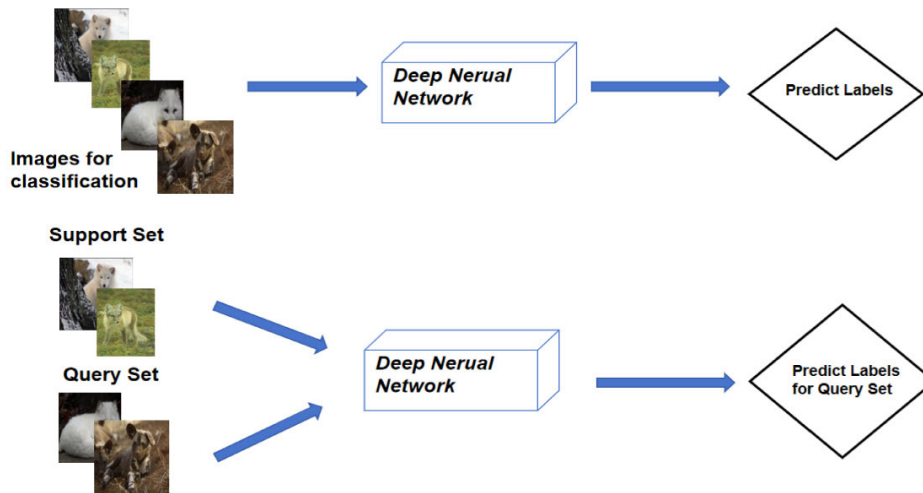 Deep Nerual
Network
Predict Labels
Images for
classification
Support Set
Query Set
Deep Nerual
Network
Predict Labels
for Query Set